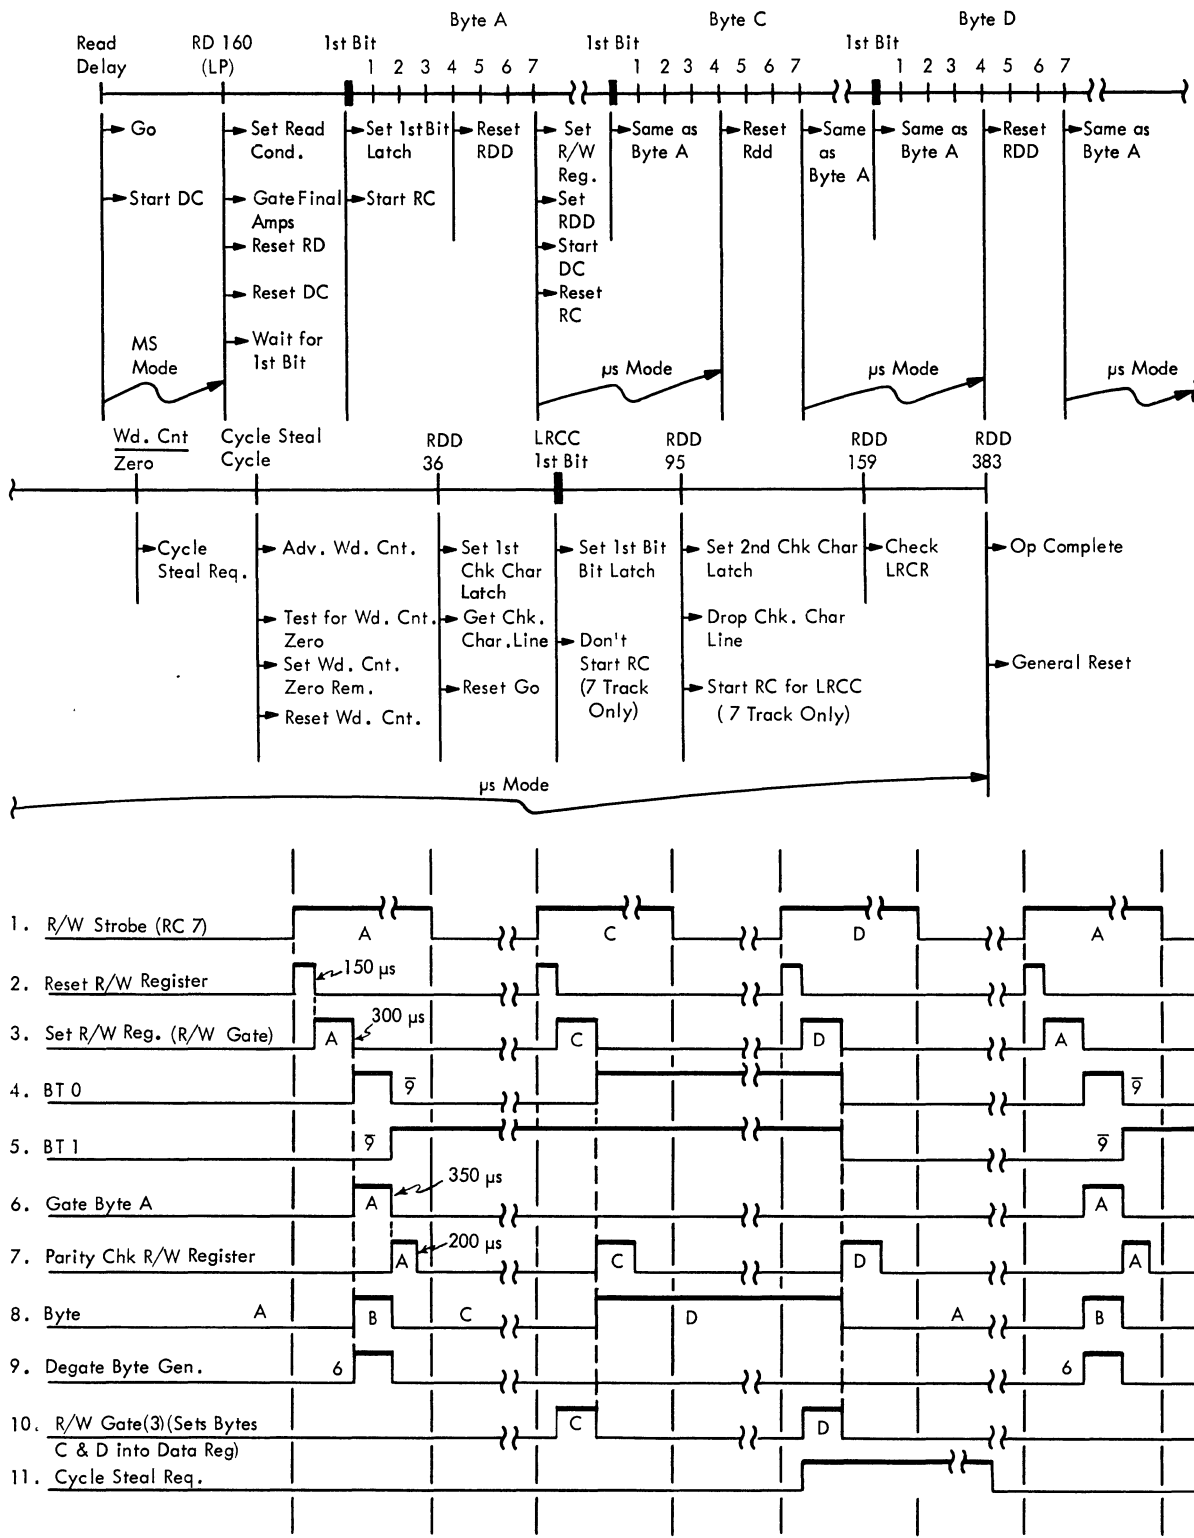 Byte A
Byte C
Byte D
Read
Delay
RD 160
(LP)
1st Bit
1st Bit
1st Bit
1 2 3 4 5 6 7
1 2 3 4 5 6 7
1 2 3 4 5 6 7
Go
Start DC
MS
Mode
Set Read
Cond.
Gate Final
Amps
Reset RD
Reset DC
Wait for
1st Bit
Set 1st Bit
Latch
Start RC
Reset
RDD
Set
R/W
Reg.
Set
RDD
Start
DC
Reset
RC
Same as
Byte A
Reset
Rdd
Same
as
Byte A
Same as
Byte A
Reset
RDD
Same as
Byte A
µs Mode
µs Mode
µs Mode
Wd. Cnt
Zero
Cycle Steal
Cycle
RDD
36
LRCC
1st Bit
RDD
95
RDD
159
RDD
383
Cycle
Steal Req.
Adv. Wd. Cnt.
Test for Wd. Cnt.
Zero
Set Wd. Cnt.
Zero Rem.
Reset Wd. Cnt.
Set 1st
Chk Char
Latch
Get Chk.
Char. Line
Reset Go
Set 1st Bit
Bit Latch
Don't
Start RC
(7 Track
Only)
Set 2nd Chk Char
Latch
Drop Chk. Char
Line
Start RC for LRCC
( 7 Track Only)
Check
LRCR
Op Complete
General Reset
µs Mode
1. R/W Strobe (RC 7) A C D A
2. Reset R/W Register 150 µs
3. Set R/W Reg. (R/W Gate) A 300 µs C D A
4. BT 0 9̅ 9̅
5. BT 1 9̅ 9̅
6. Gate Byte A A 350 µs A
7. Parity Chk R/W Register A 200 µs C D A
8. Byte A B C D A B
9. Degate Byte Gen. 6 6
10. R/W Gate(3)(Sets Bytes
C & D into Data Reg) C D
11. Cycle Steal Req.